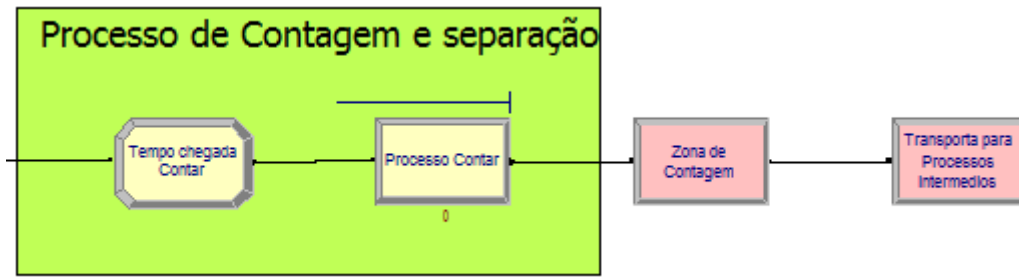 Processo de Contagem e separação
Tempo chegada
Contar
Processo Contar
0
Zona de
Contagem
Transporta para
Processos
Intermedios